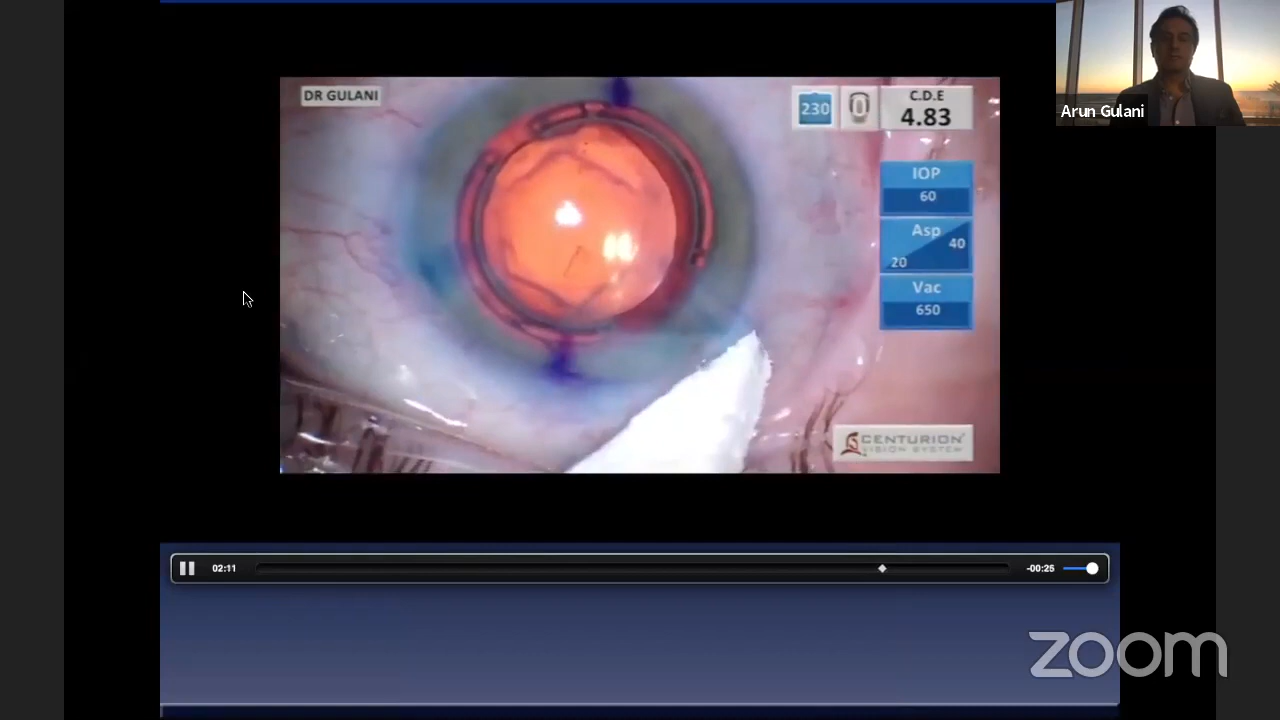 DR GULANI
230
0
C.D.E
4.83
Arun Gulani
IOP
60
Asp
40
20
Vac
650
CENTURION
VISION SYSTEM
02:11
-00:25
zoom